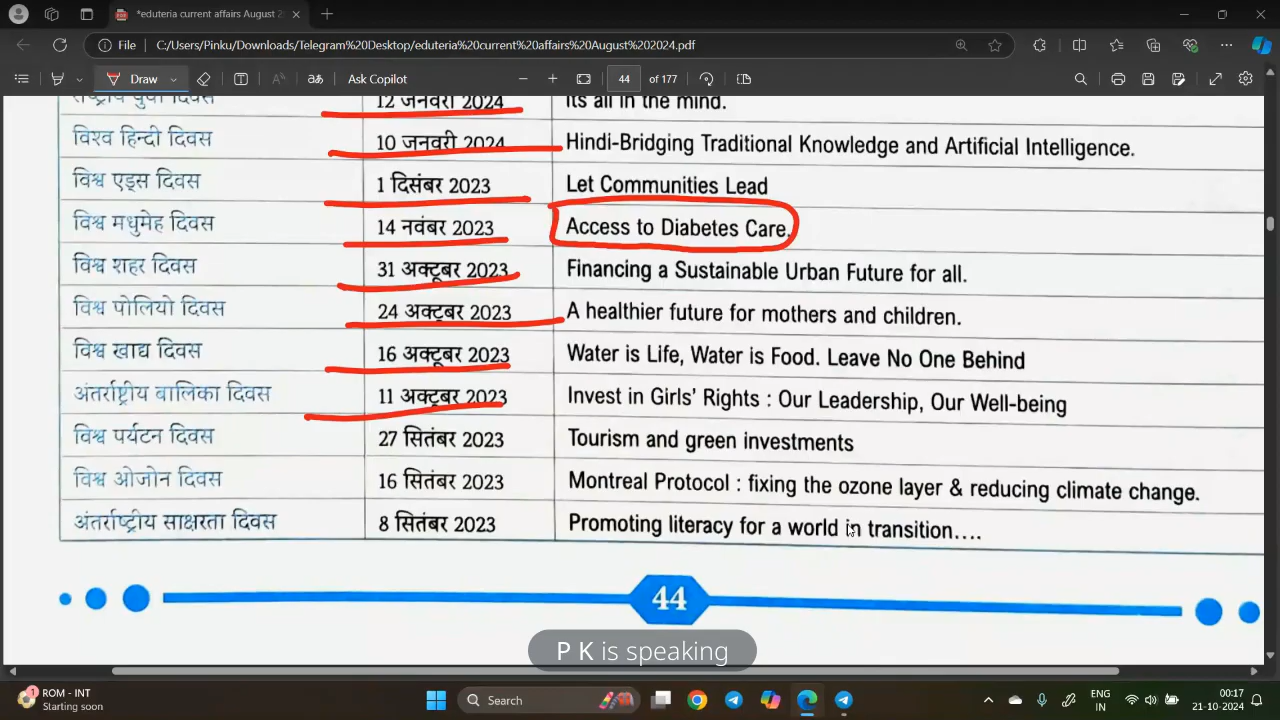 *eduteria current affairs August 2
File C:/Users/Pinku/Downloads/Telegram%20Desktop/eduteria%20current%20affairs%20August%202024.pdf
Draw Ask Copilot 44 of 177
राष्ट्रीय युवा दिवस 12 जनवरी 2024 Its all in the mind.
विश्व हिन्दी दिवस 10 जनवरी 2024 Hindi-Bridging Traditional Knowledge and Artificial Intelligence.
विश्व एड्स दिवस 1 दिसंबर 2023 Let Communities Lead
विश्व मधुमेह दिवस 14 नवंबर 2023 Access to Diabetes Care.
विश्व शहर दिवस 31 अक्टूबर 2023 Financing a Sustainable Urban Future for all.
विश्व पोलियो दिवस 24 अक्टूबर 2023 A healthier future for mothers and children.
विश्व खाद्य दिवस 16 अक्टूबर 2023 Water is Life, Water is Food. Leave No One Behind
अंतर्राष्ट्रीय बालिका दिवस 11 अक्टूबर 2023 Invest in Girls' Rights : Our Leadership, Our Well-being
विश्व पर्यटन दिवस 27 सितंबर 2023 Tourism and green investments
विश्व ओजोन दिवस 16 सितंबर 2023 Montreal Protocol : fixing the ozone layer & reducing climate change.
अंतर्राष्ट्रीय साक्षरता दिवस 8 सितंबर 2023 Promoting literacy for a world in transition....
44
P K is speaking
1 ROM - INT
Starting soon
Search
ENG
IN
00:17
21-10-2024